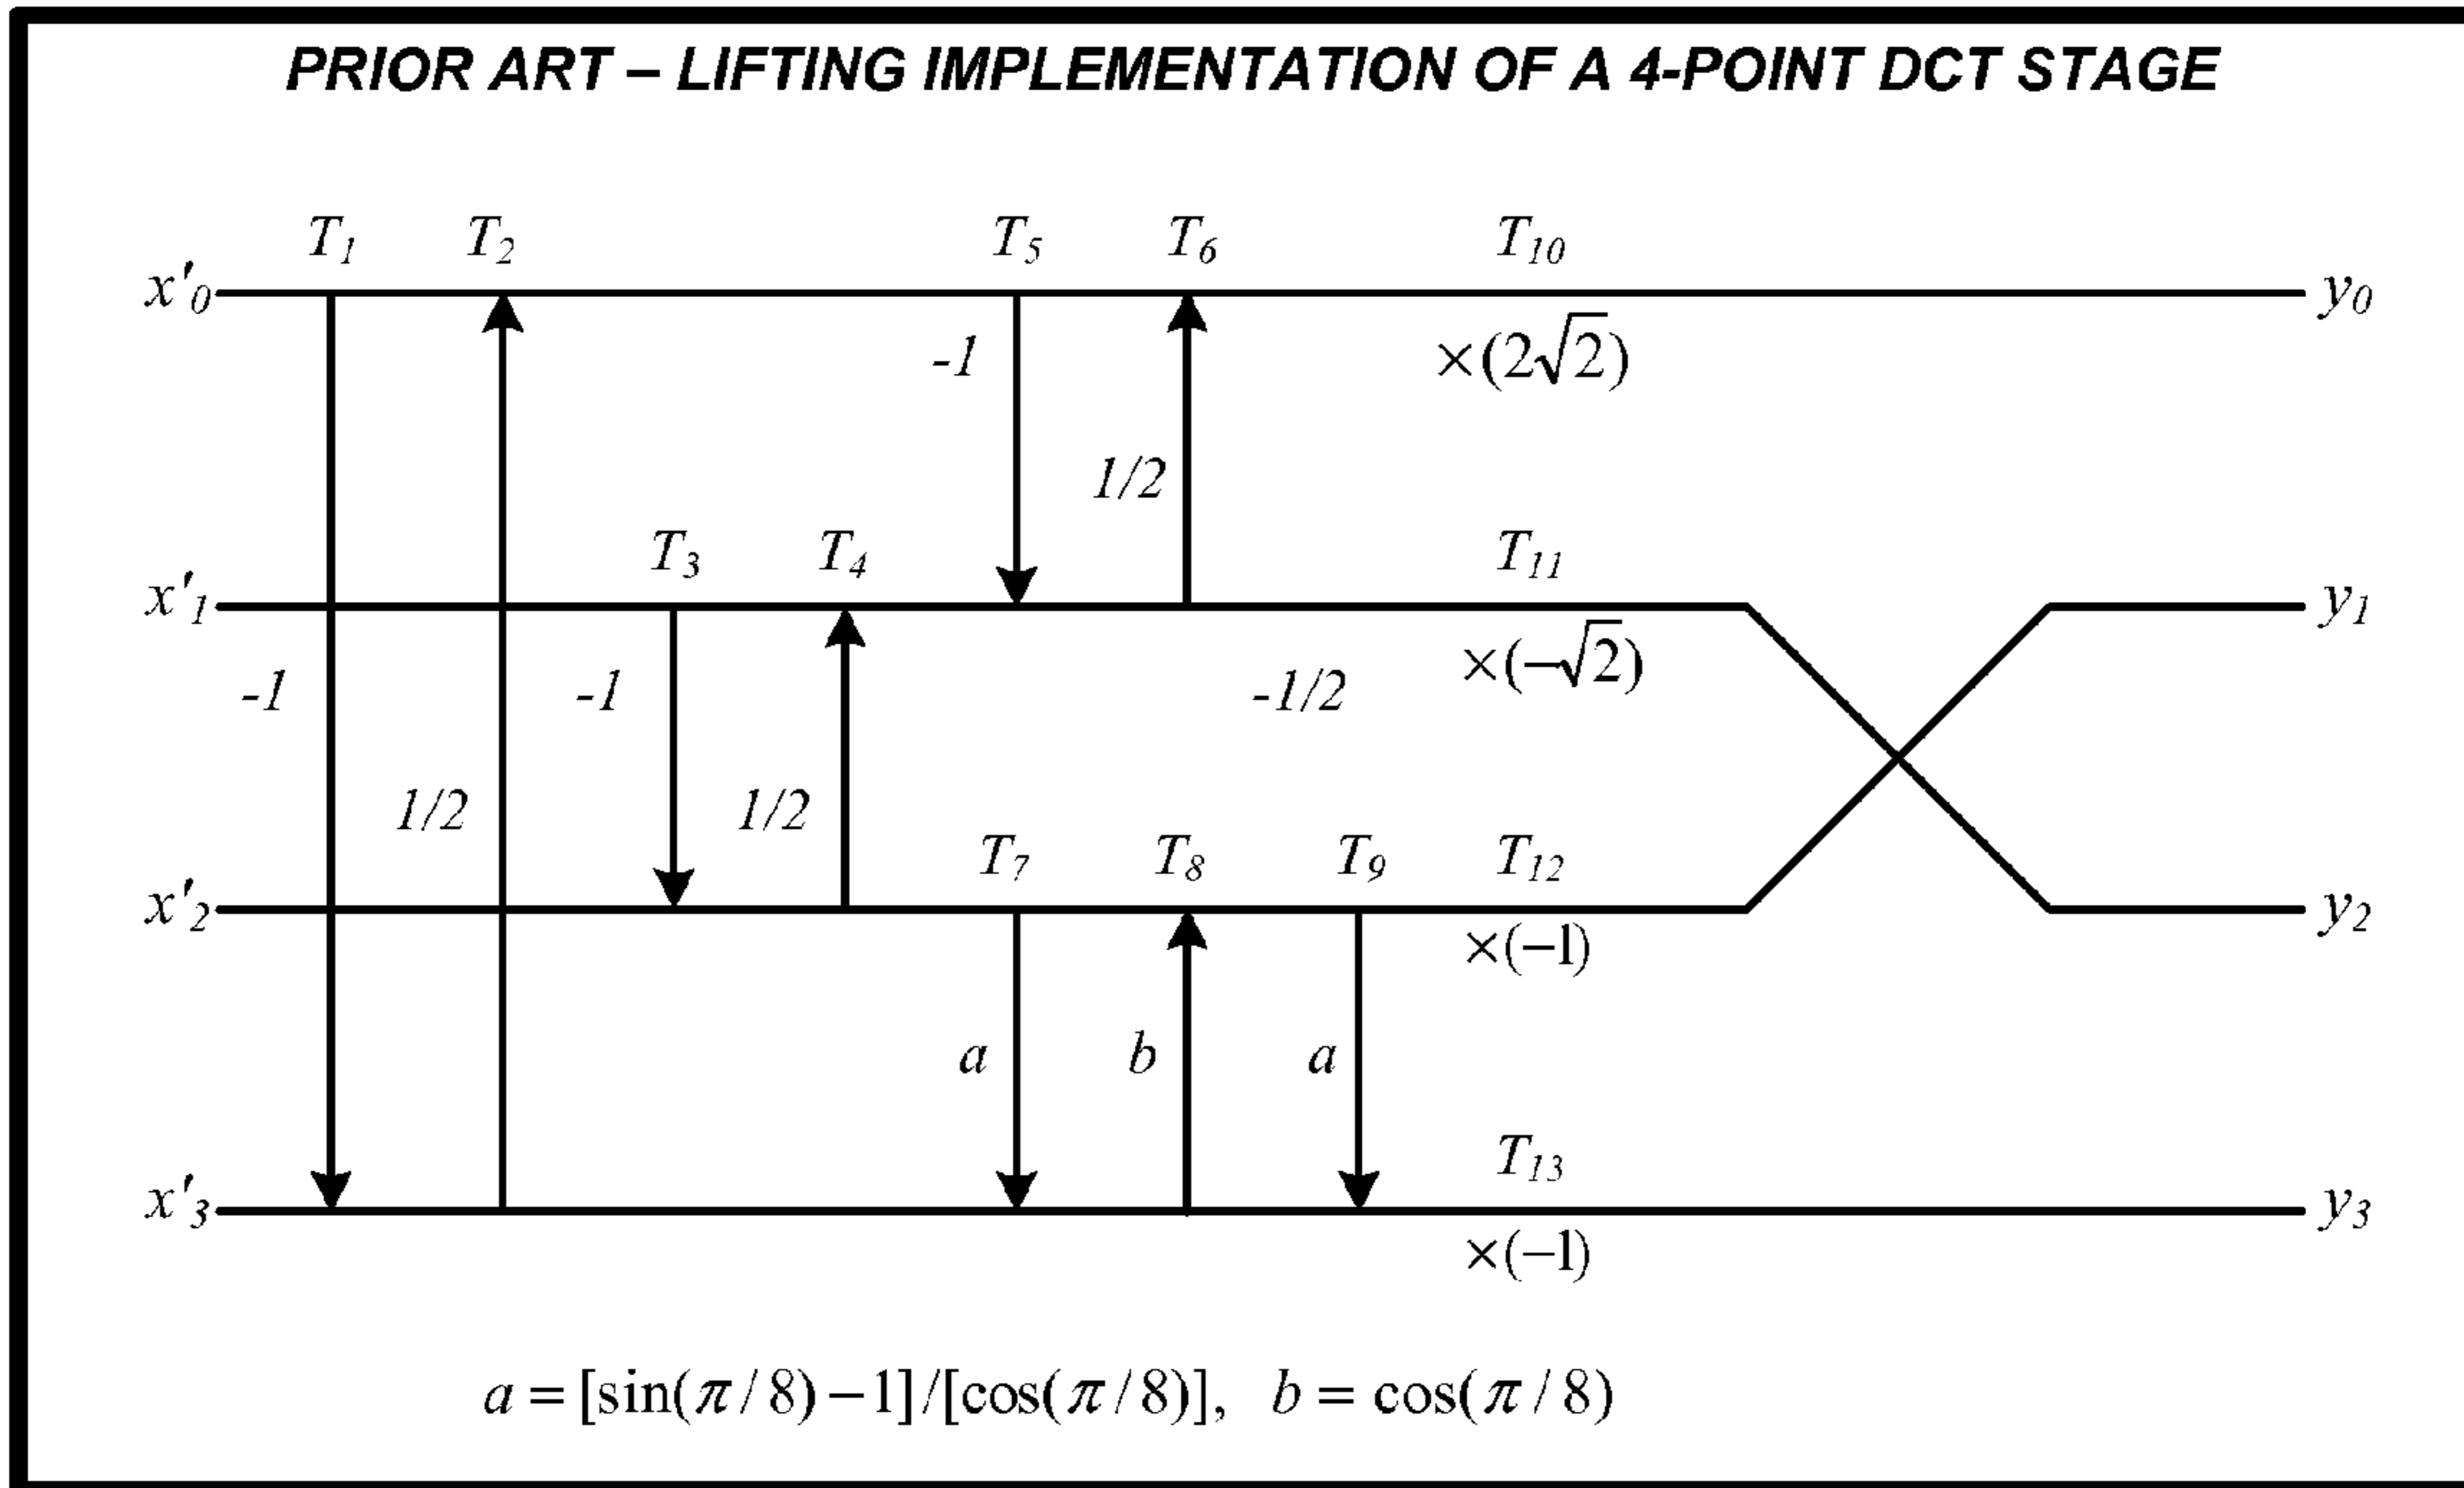 PRIOR ART – LIFTING IMPLEMENTATION OF A 4-POINT DCT STAGE
T₁ T₂ T₅ T₆ T₁₀
x'₀ y₀
-1 ×(2√2)
1/2
T₃ T₄ T₁₁
x'₁ y₁
-1 -1 -1/2 ×(−√2)
1/2 1/2
T₇ T₈ T₉ T₁₂
x'₂ y₂
×(−1)
a b a
T₁₃
x'₃ y₃
×(−1)
a = [sin(π/8) −1]/[cos(π/8)], b = cos(π/8)